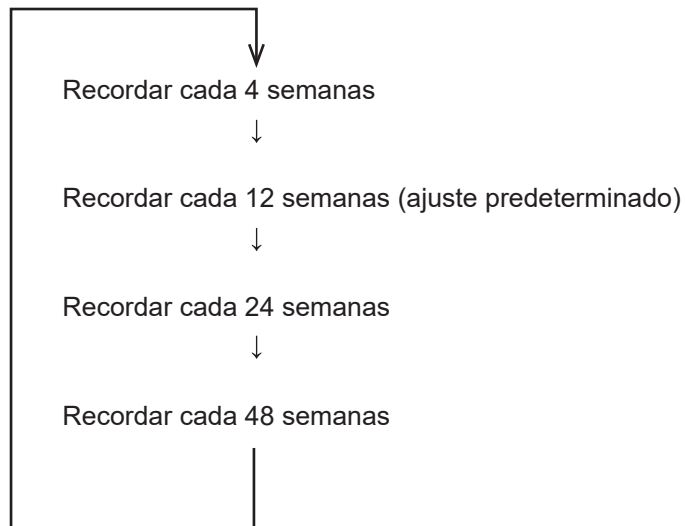 Recordar cada 4 semanas
↓
Recordar cada 12 semanas (ajuste predeterminado)
↓
Recordar cada 24 semanas
↓
Recordar cada 48 semanas